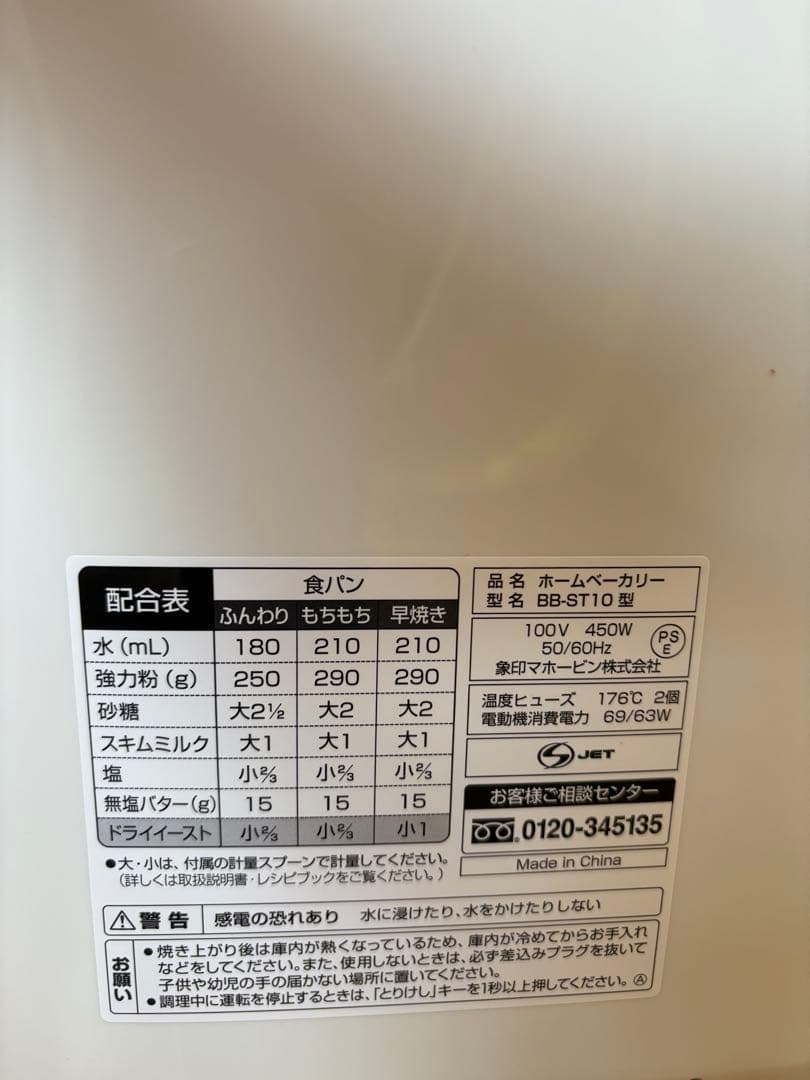 配合表 食パン
ふんわり もちもち 早焼き
水(mL) 180 210 210
強力粉(g) 250 290 290
砂糖 大2½ 大2 大2
スキムミルク 大1 大1 大1
塩 小⅔ 小⅔ 小⅔
無塩バター(g) 15 15 15
ドライイースト 小⅔ 小⅔ 小1
●大・小は、付属の計量スプーンで計量してください。
(詳しくは取扱説明書・レシピブックをご覧ください。)
品名 ホームベーカリー
型名 BB-ST10 型
100V 450W
50/60Hz
象印マホービン株式会社
PS
E
温度ヒューズ 176℃ 2個
電動機消費電力 69/63W
JET
お客様ご相談センター
0120-345135
Made in China
警告 感電の恐れあり 水に浸けたり、水をかけたりしない
お願い
●焼き上がり後は庫内が熱くなっているため、庫内が冷めてからお手入れ
などをしてください。また、使用しないときは、必ず差込みプラグを抜いて
子供や幼児の手の届かない場所に置いてください。
●調理中に運転を停止するときは、「とりけし」キーを1秒以上押してください。Ⓐ